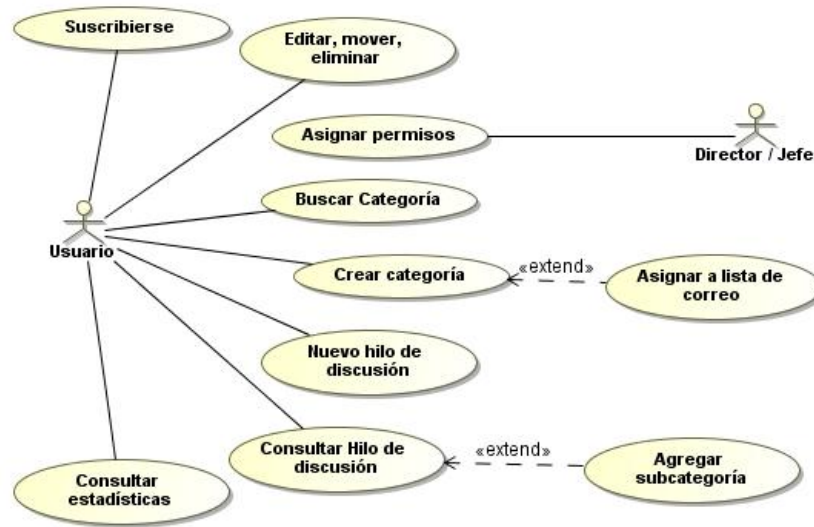 Suscribierse
Editar, mover,
eliminar
Asignar permisos
Director / Jefe
Buscar Categoría
Usuario
Crear categoría
«extend»
Asignar a lista de
correo
Nuevo hilo de
discusión
Consultar Hilo de
discusión
«extend»
Agregar
subcategoría
Consultar
estadísticas